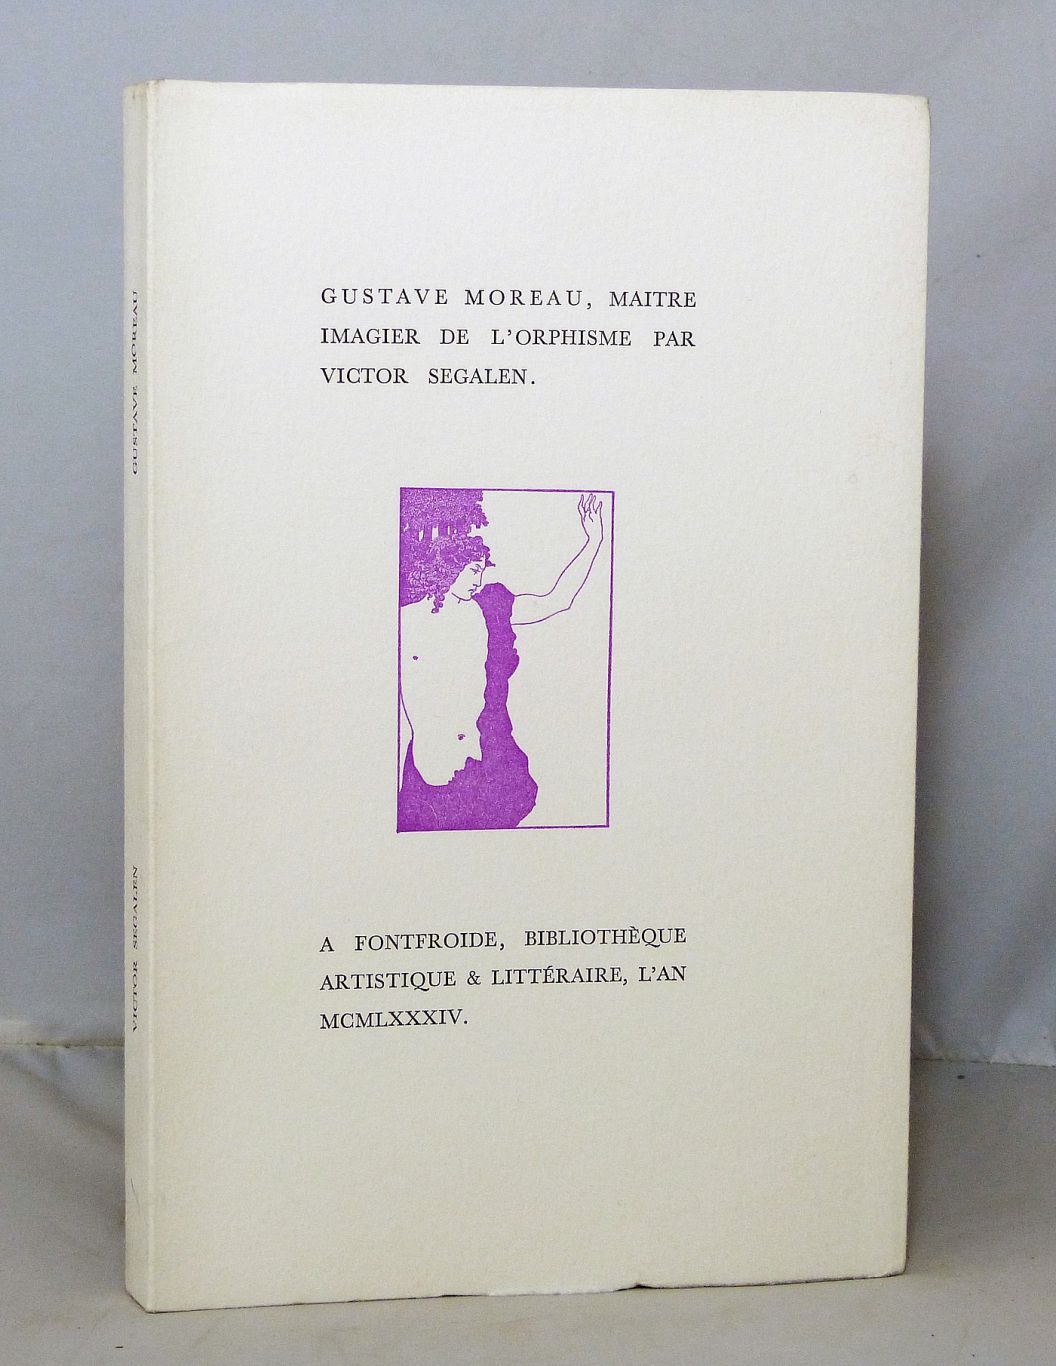 GUSTAVE MOREAU, MAITRE
IMAGIER DE L'ORPHISME PAR
VICTOR SEGALEN.
A FONTFROIDE, BIBLIOTHÈQUE
ARTISTIQUE & LITTÉRAIRE, L'AN
MCMLXXXIV.
VICTOR SEGALEN
GUSTAVE MOREAU